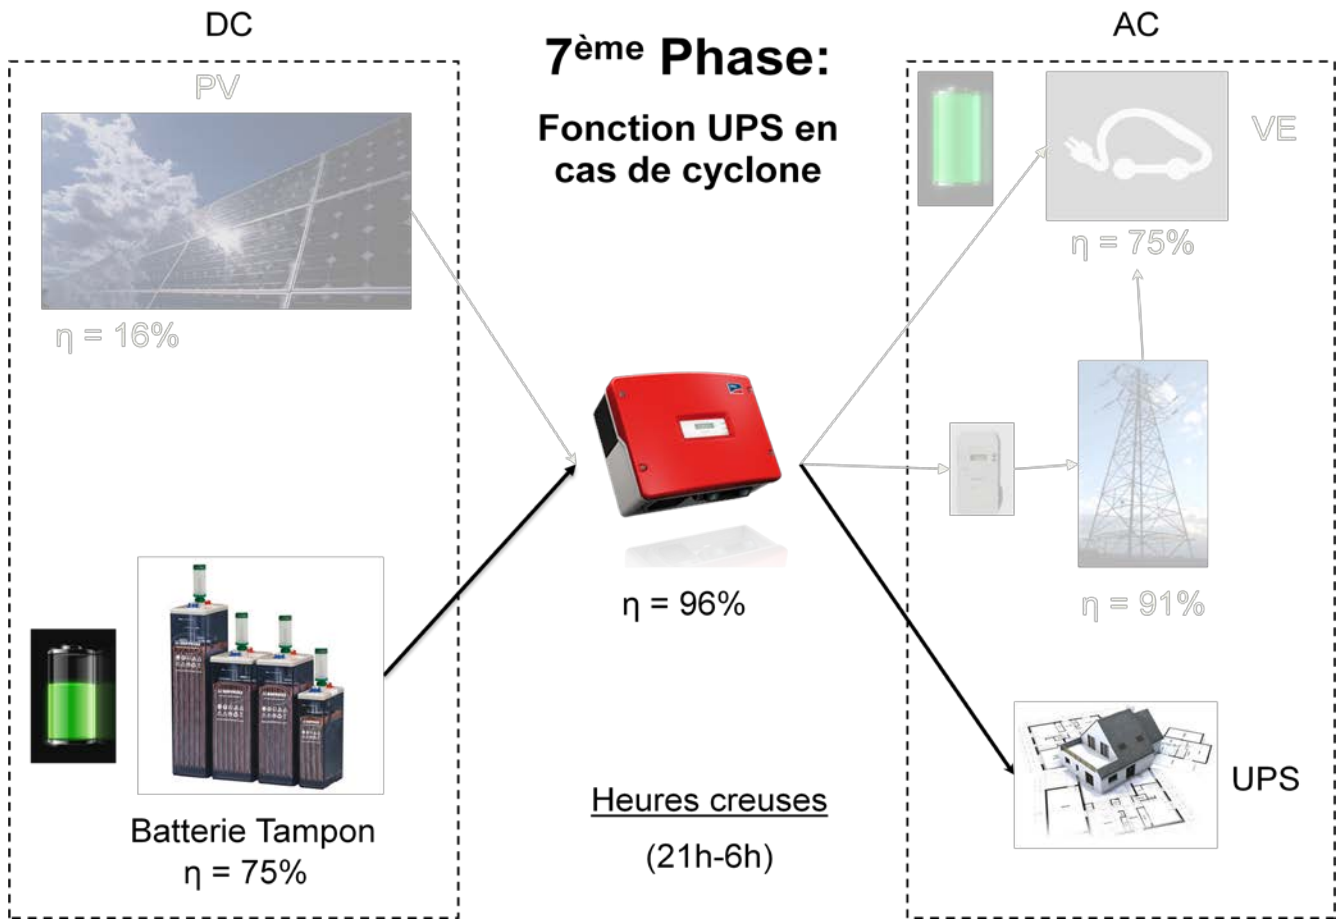 DC
7ème Phase:
AC
PV
Fonction UPS en
cas de cyclone
VE
η = 75%
η = 16%
η = 96%
η = 91%
Heures creuses
(21h-6h)
UPS
Batterie Tampon
η = 75%